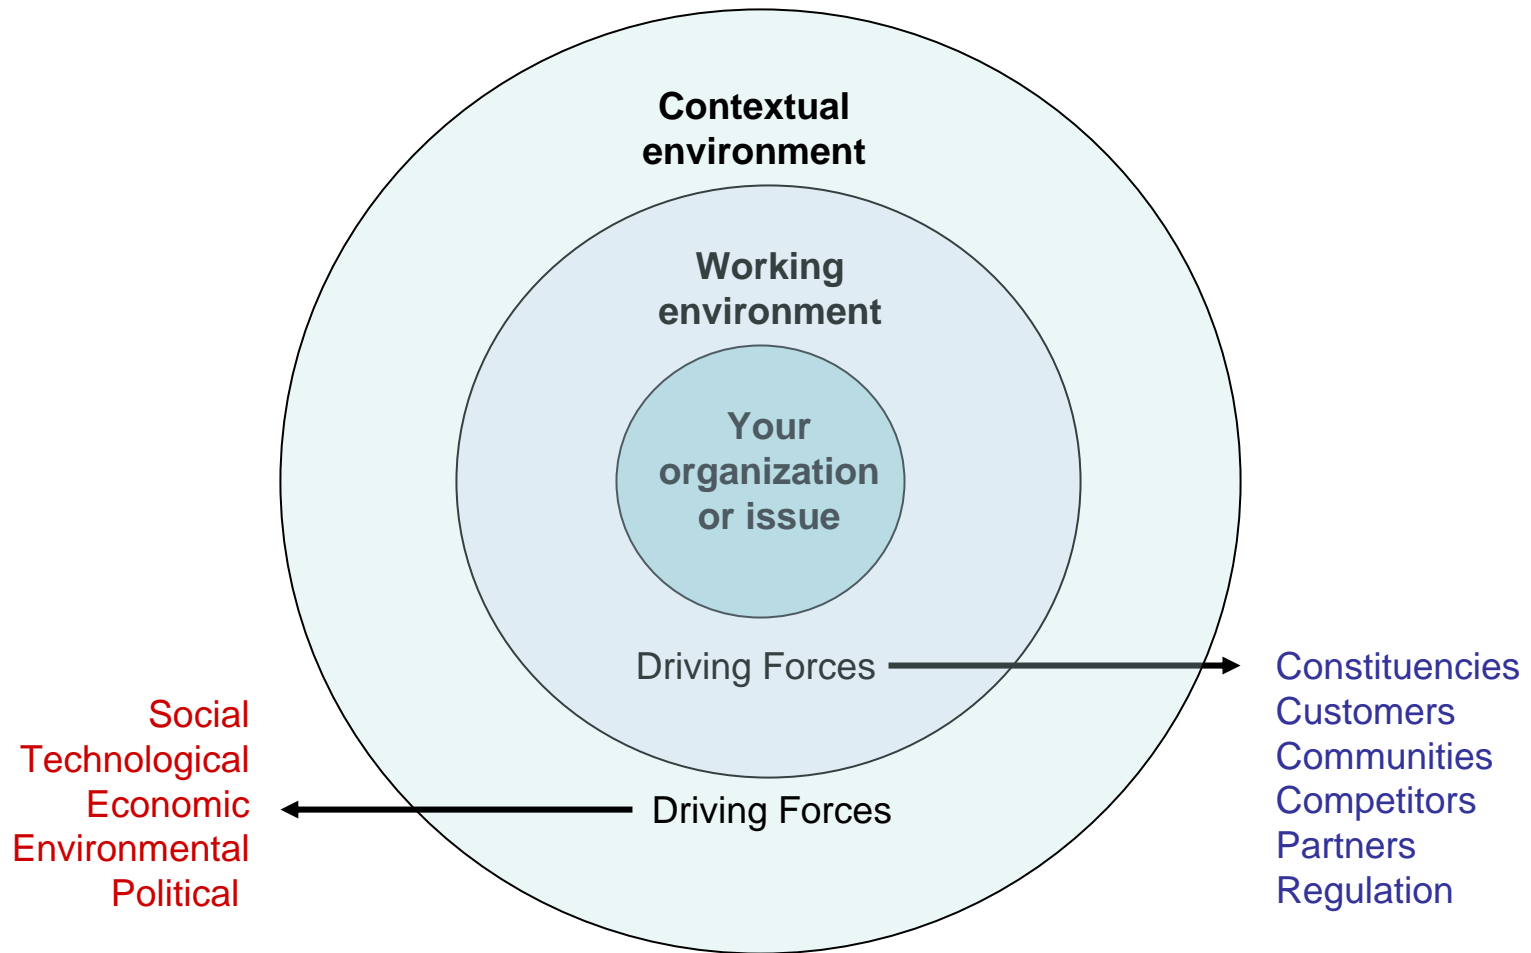 Contextual
environment
Working
environment
Your
organization
or issue
Driving Forces
Constituencies
Customers
Communities
Competitors
Partners
Regulation
Driving Forces
Social
Technological
Economic
Environmental
Political